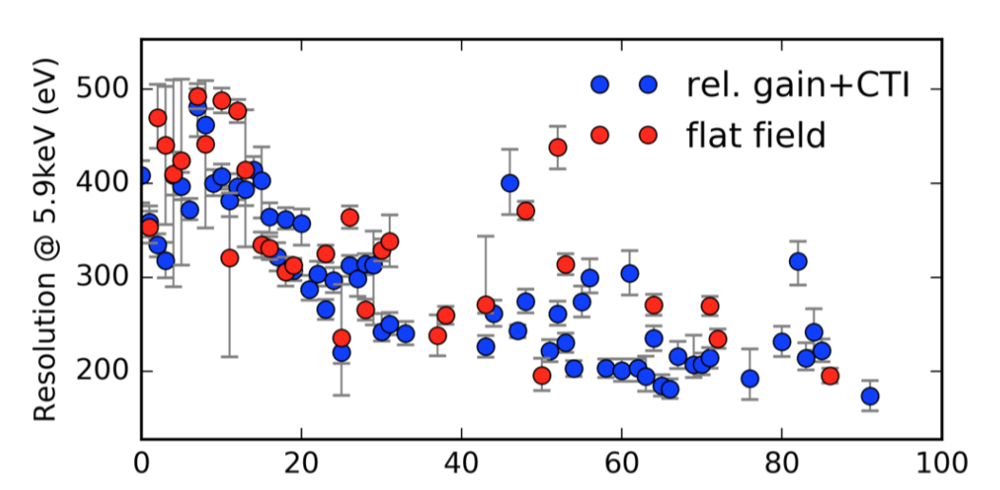 Resolution @ 5.9keV (eV)
500
400
300
200
rel. gain+CTI
flat field
0 20 40 60 80 100